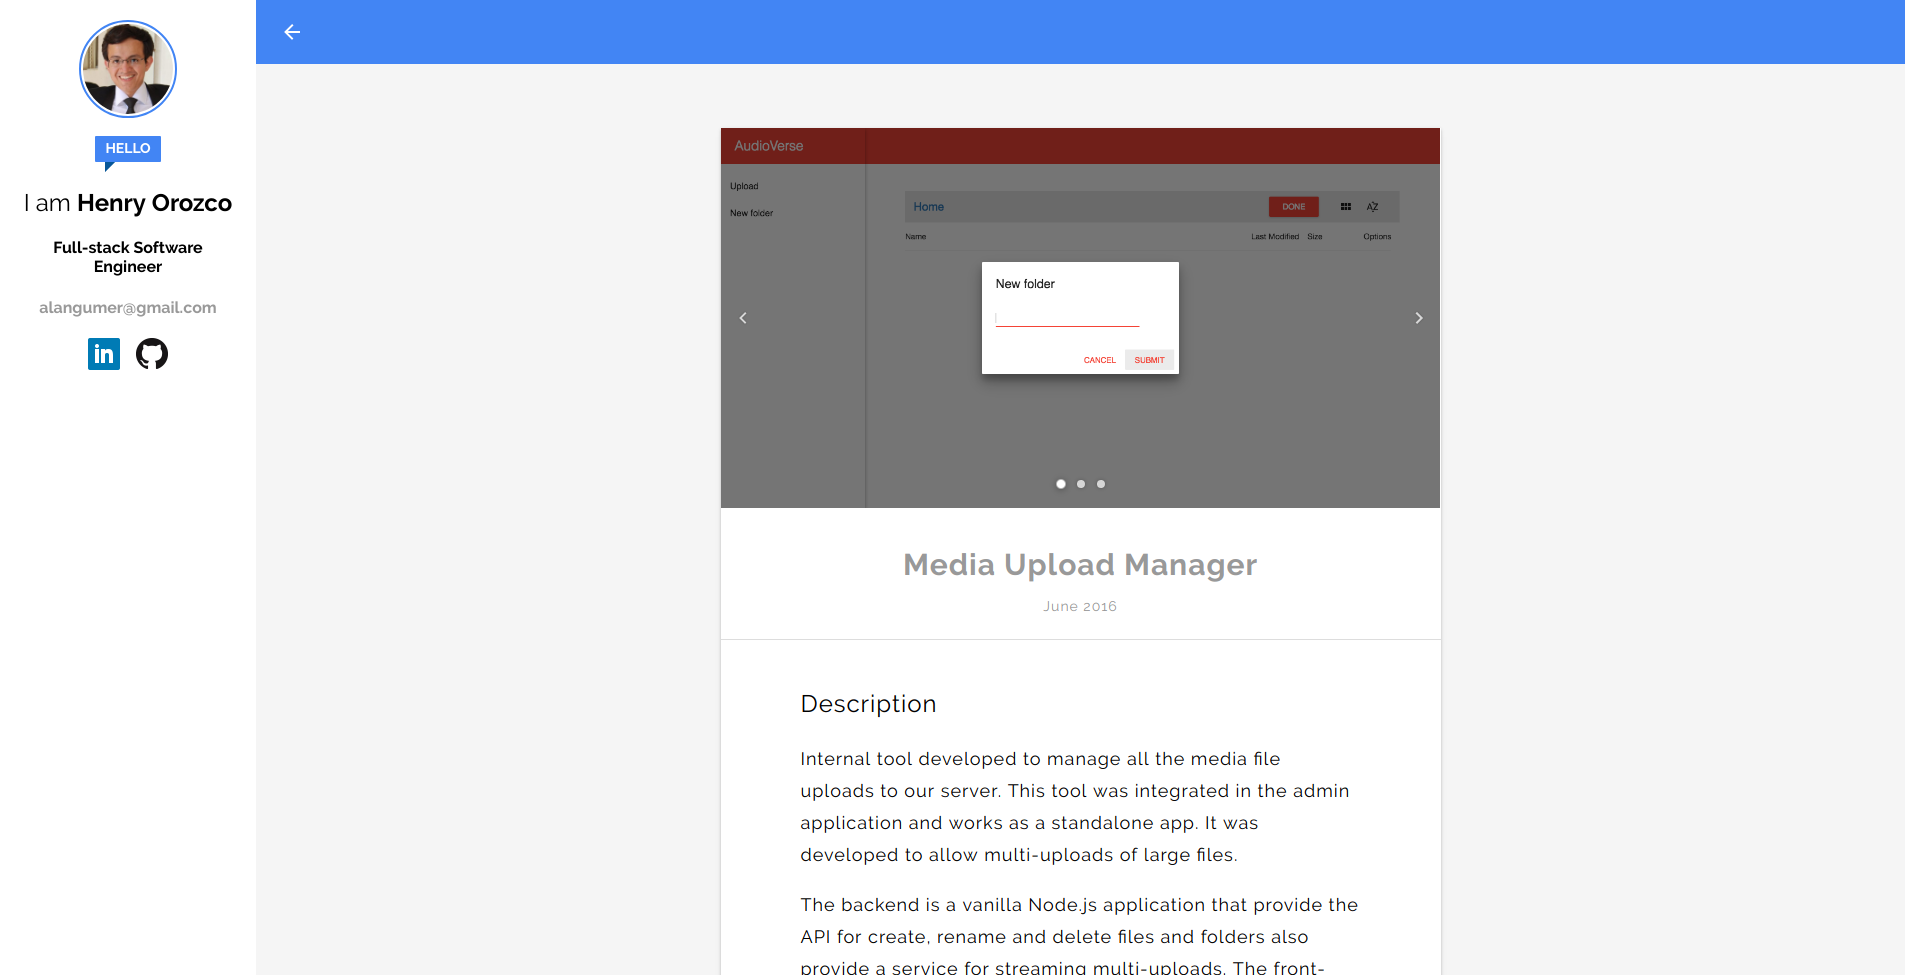 HELLO
I am Henry Orozco
Full-stack Software
Engineer
alangumer@gmail.com
in
AudioVerse
Upload
New folder
Home
DONE
AZ
Name
Last Modified
Size
Options
New folder
CANCEL
SUBMIT
Media Upload Manager
June 2016
Description
Internal tool developed to manage all the media file
uploads to our server. This tool was integrated in the admin
application and works as a standalone app. It was
developed to allow multi-uploads of large files.
The backend is a vanilla Node.js application that provide the
API for create, rename and delete files and folders also
provide a service for streaming multi-uploads. The front-